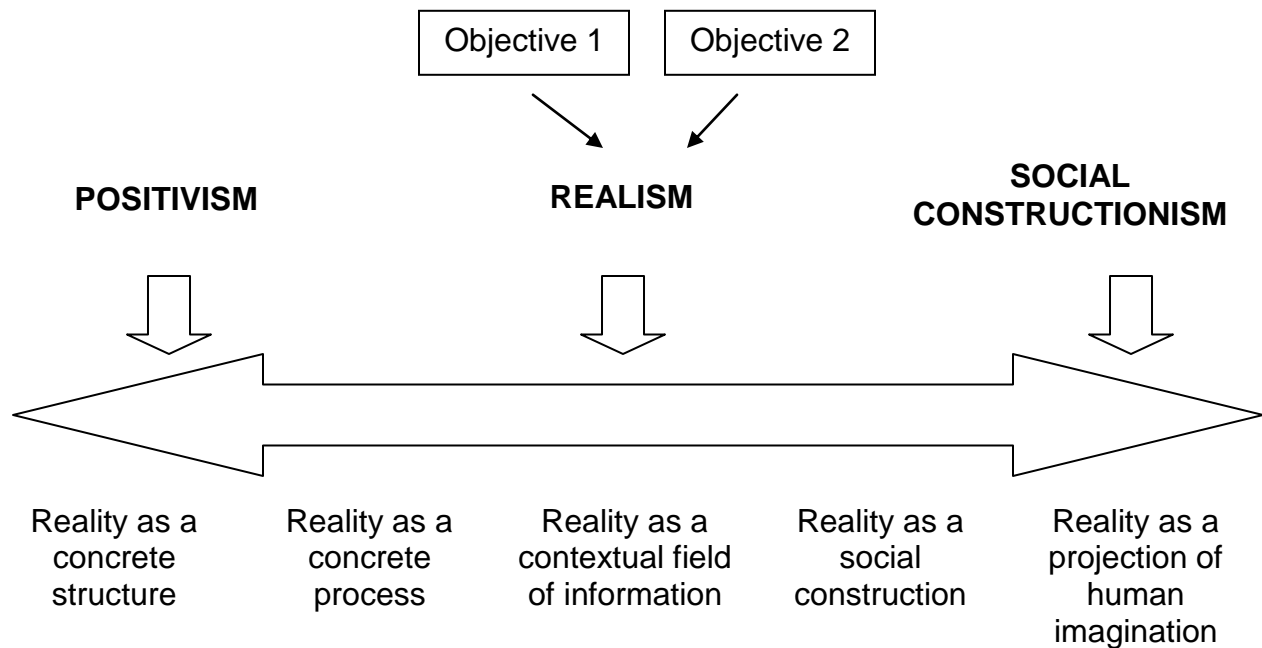 Objective 1
Objective 2
POSITIVISM
REALISM
SOCIAL
CONSTRUCTIONISM
Reality as a
concrete
structure
Reality as a
concrete
process
Reality as a
contextual field
of information
Reality as a
social
construction
Reality as a
projection of
human
imagination